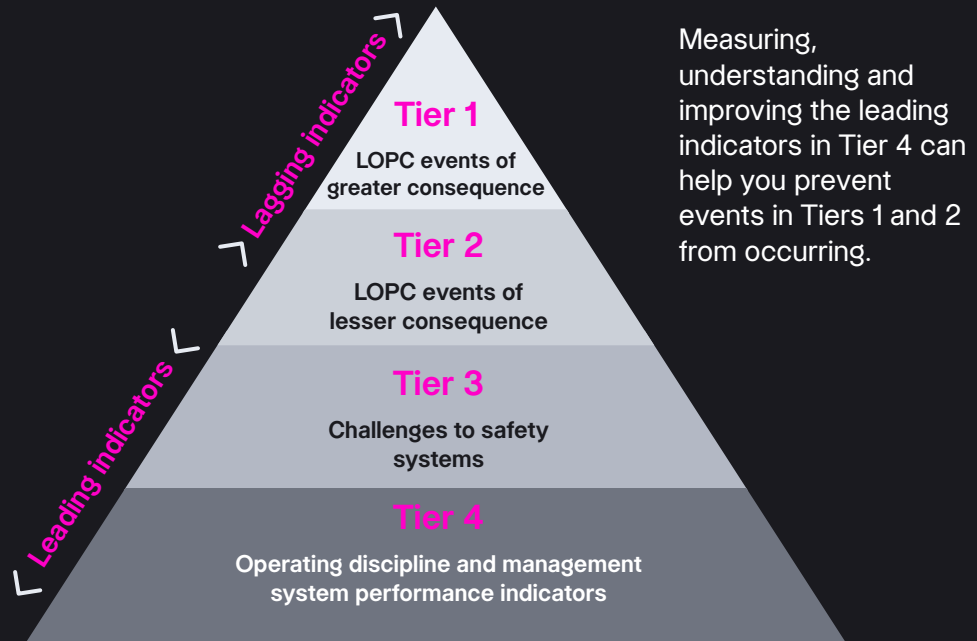 Lagging indicators
Leading indicators
Tier 1
LOPC events of
greater consequence
Tier 2
LOPC events of
lesser consequence
Tier 3
Challenges to safety
systems
Tier 4
Operating discipline and management
system performance indicators
Measuring,
understanding and
improving the leading
indicators in Tier 4 can
help you prevent
events in Tiers 1 and 2
from occurring.